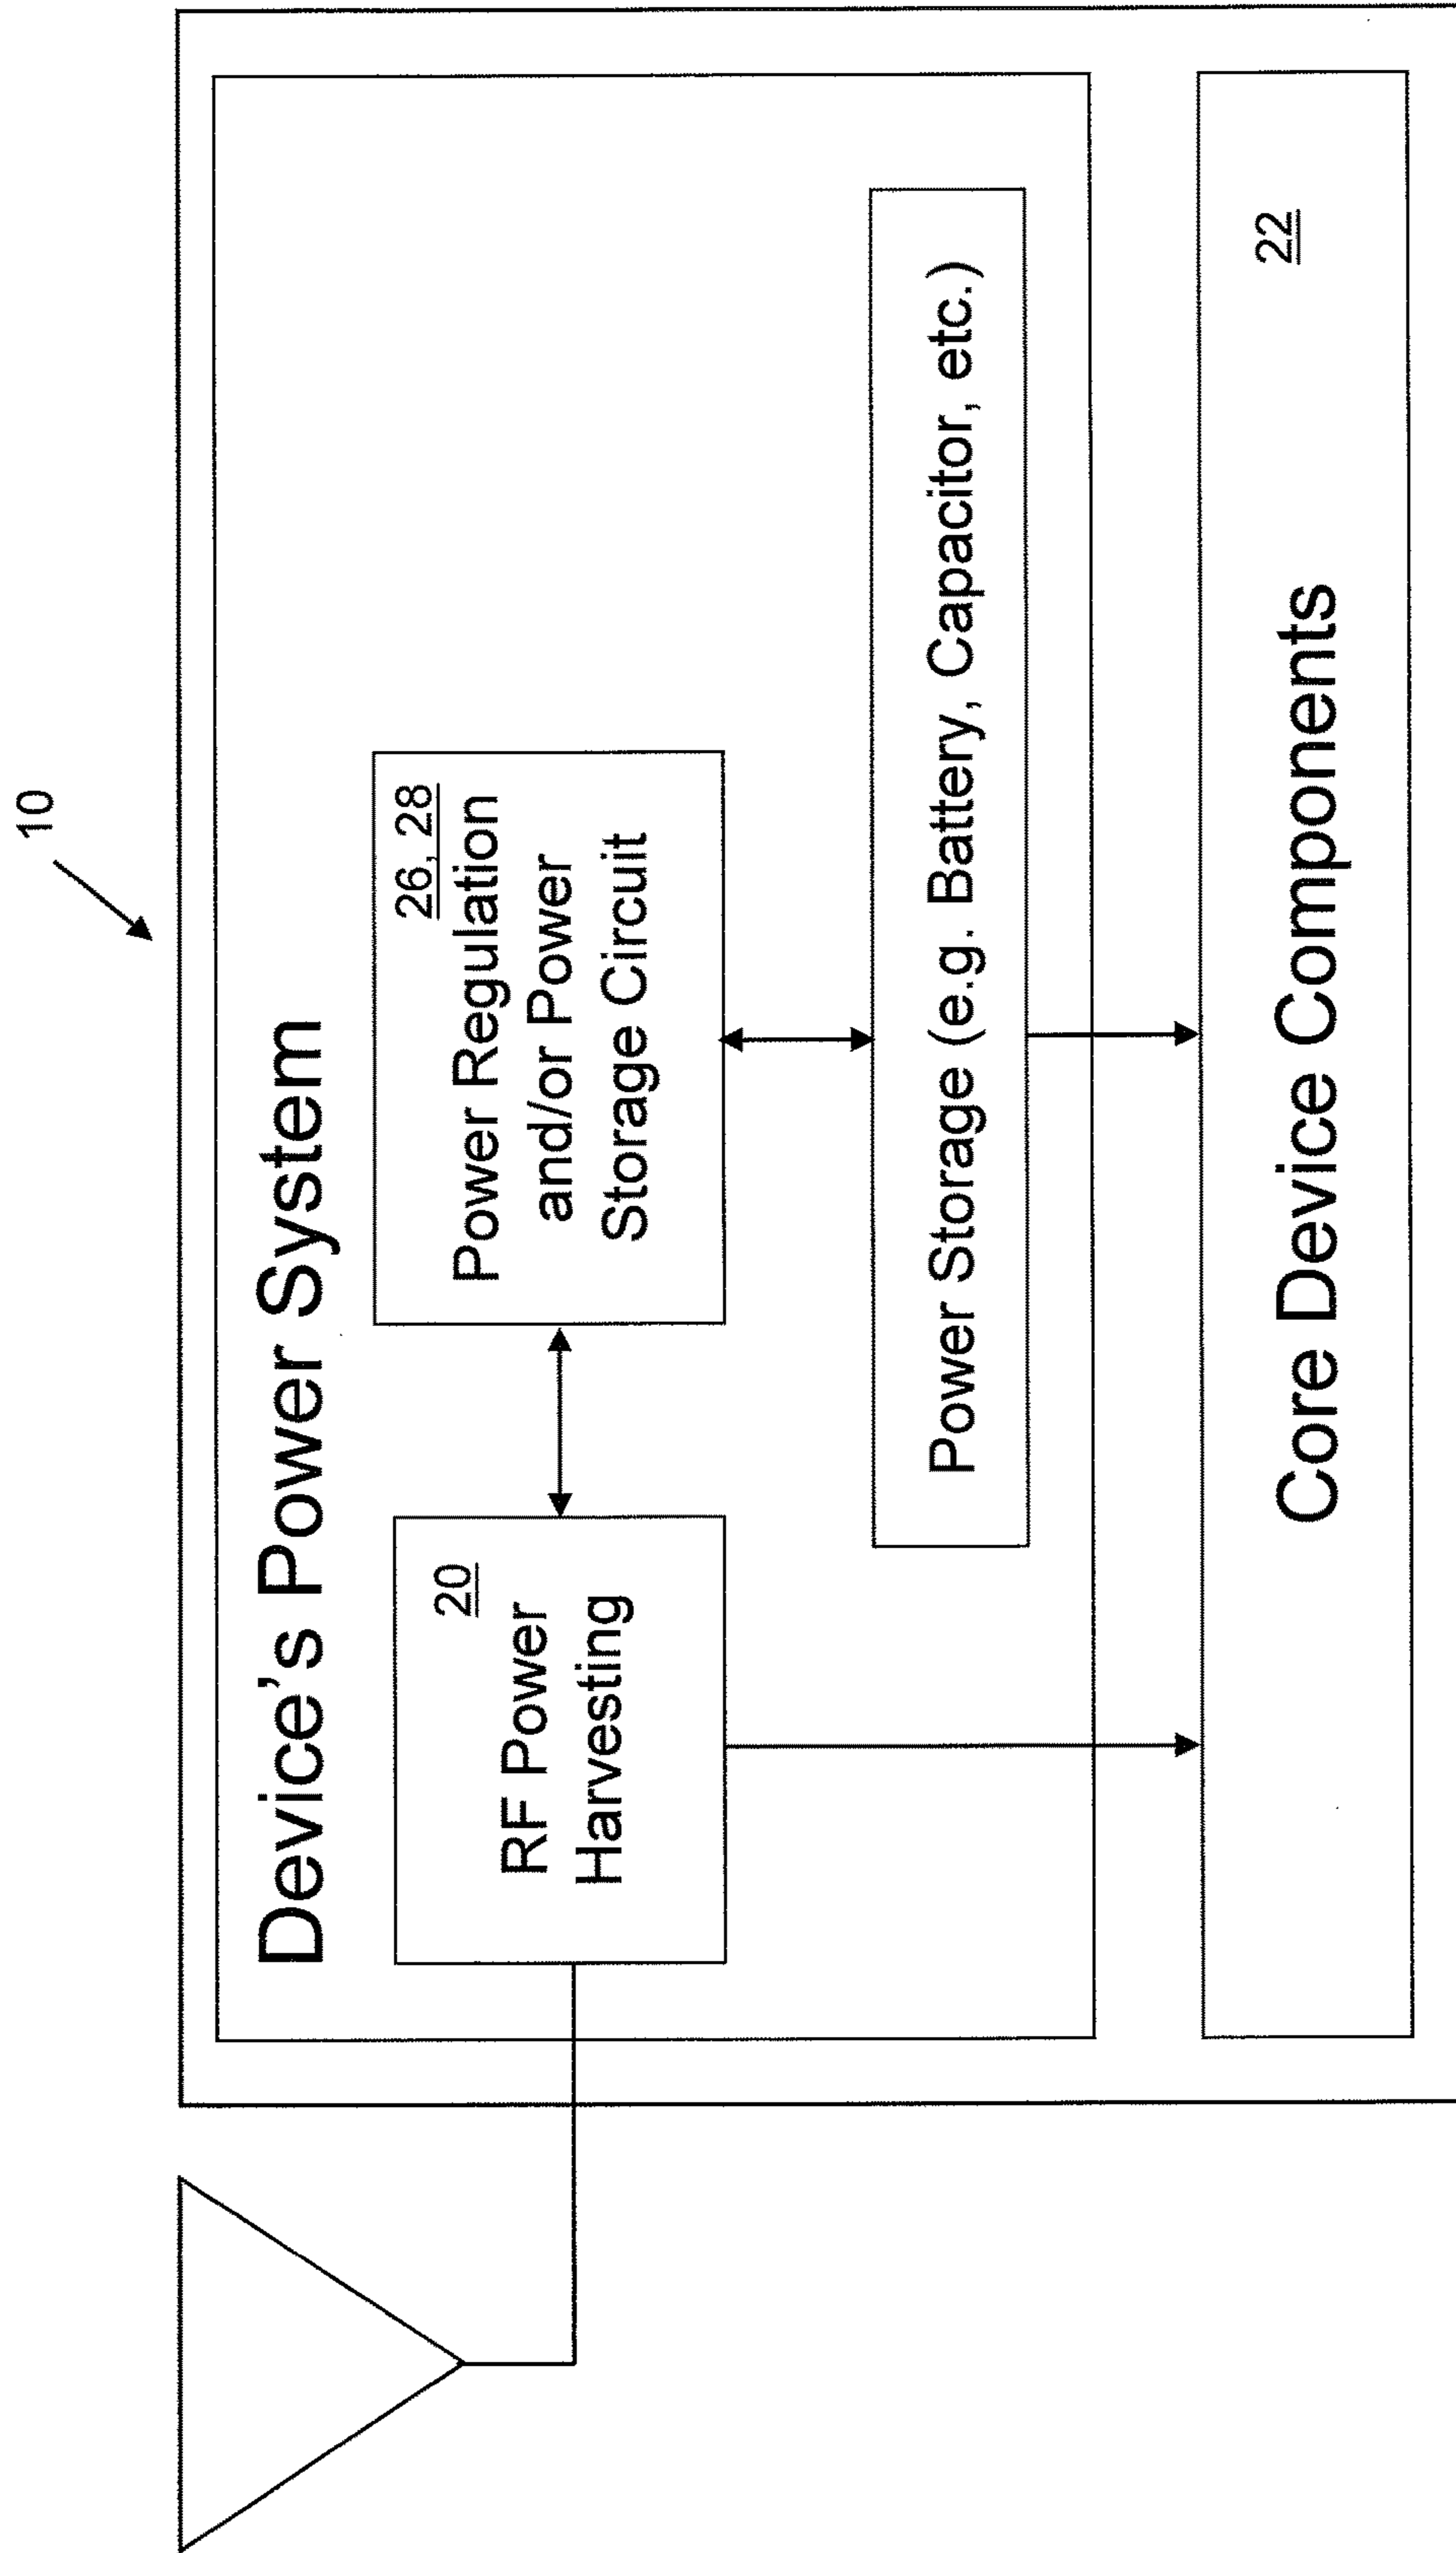 10
Device's Power System
20
RF Power
Harvesting
26, 28
Power Regulation
and/or Power
Storage Circuit
Power Storage (e.g. Battery, Capacitor, etc.)
22
Core Device Components